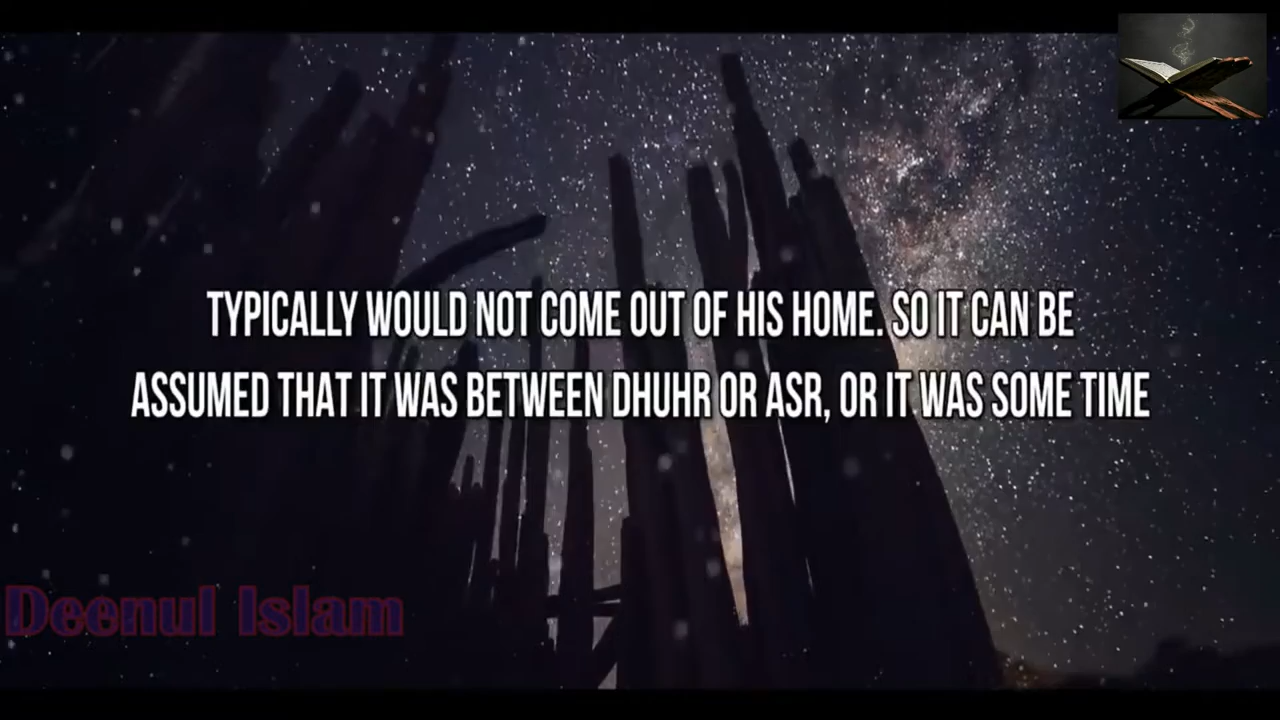 TYPICALLY WOULD NOT COME OUT OF HIS HOME. SO IT CAN BE
ASSUMED THAT IT WAS BETWEEN DHUHR OR ASR, OR IT WAS SOME TIME
Deenul Islam